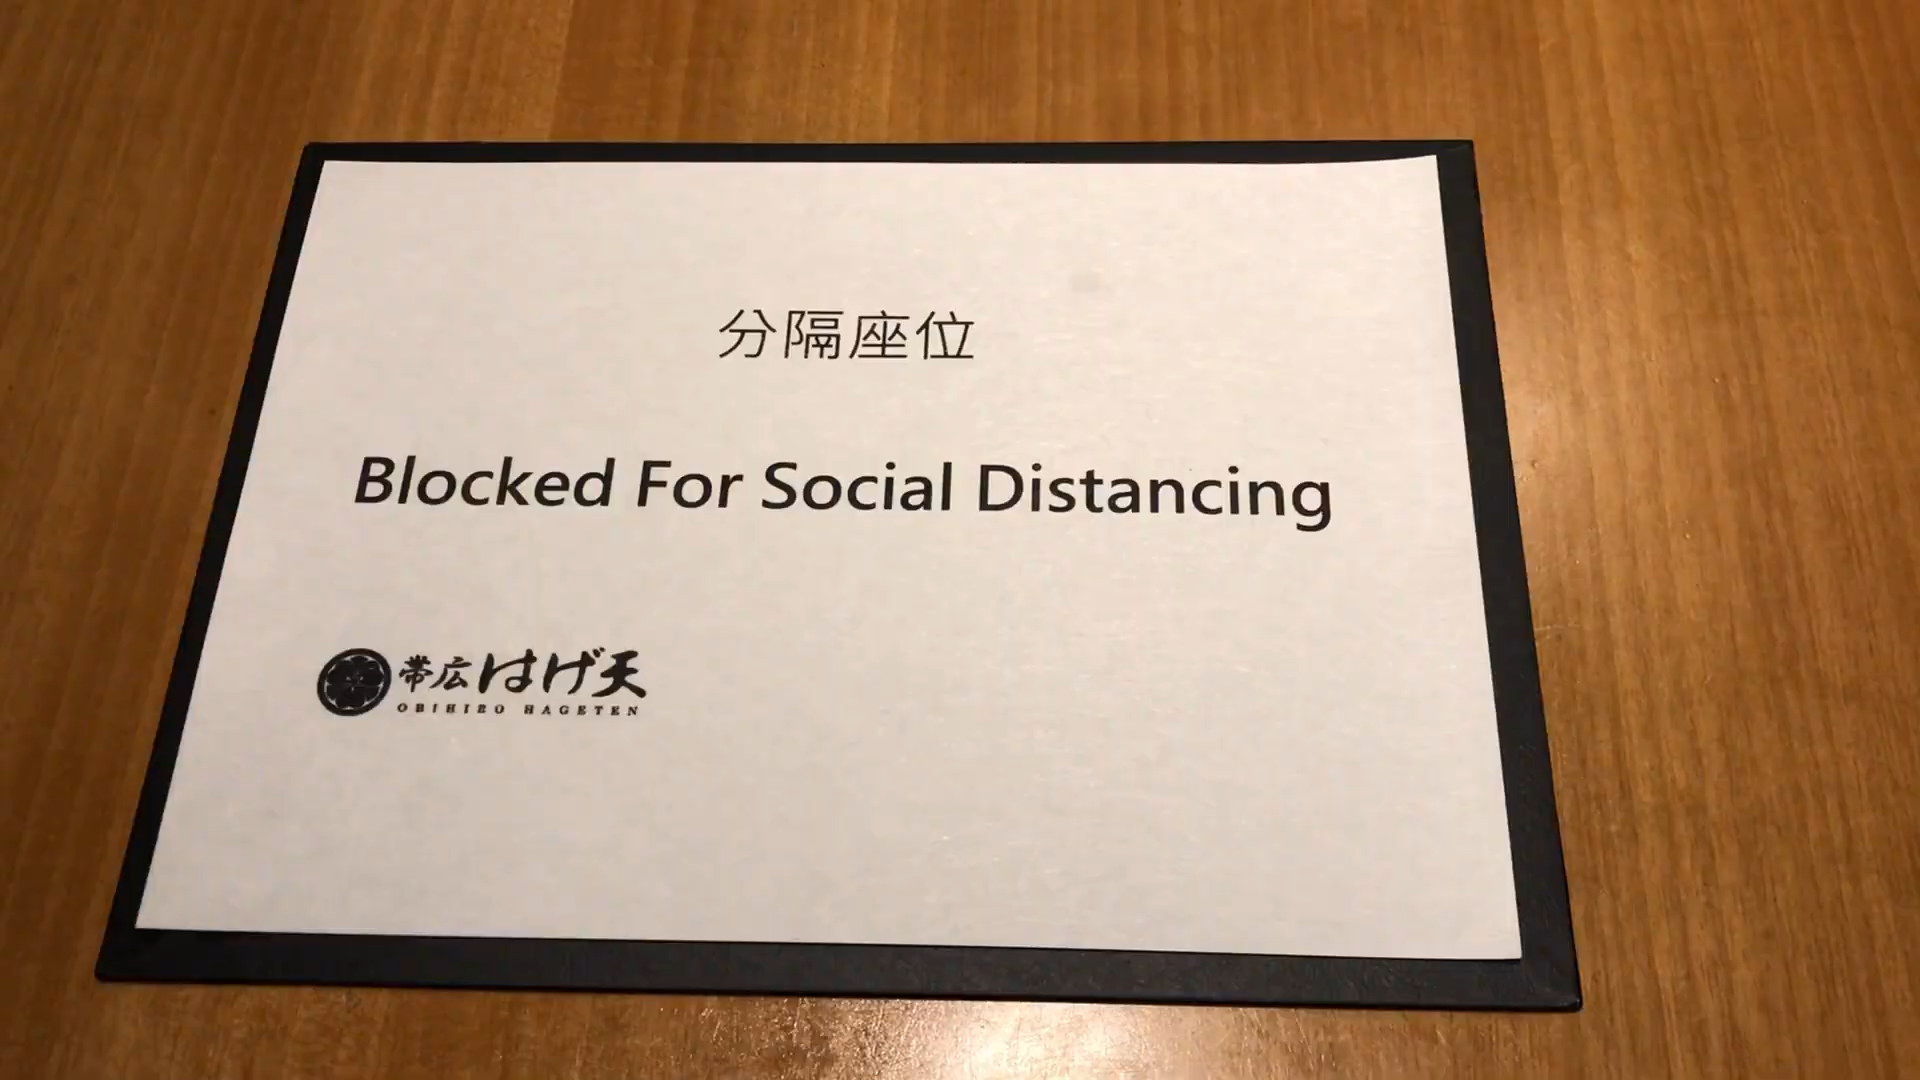 分隔座位
Blocked For Social Distancing
帯広はげ天
OBIHIRO HAGETEN